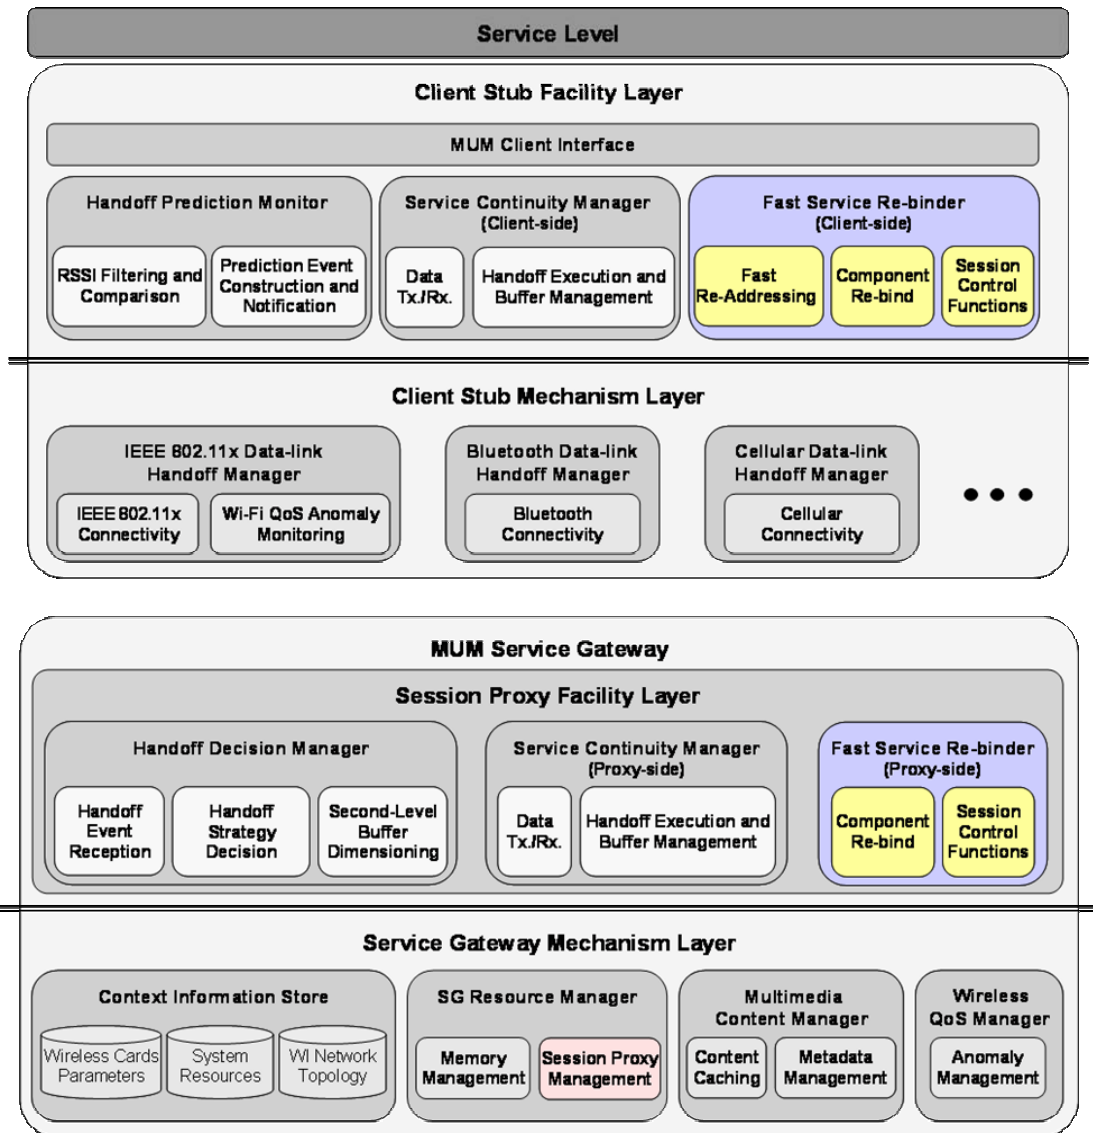 Service Level
Client Stub Facility Layer
MUM Client Interface
Handoff Prediction Monitor
RSSI Filtering and
Comparison
Prediction Event
Construction and
Notification
Service Continuity Manager
(Client-side)
Data
Tx./Rx.
Handoff Execution and
Buffer Management
Fast Service Re-binder
(Client-side)
Fast
Re-Addressing
Component
Re-bind
Session
Control
Functions
Client Stub Mechanism Layer
IEEE 802.11x Data-link
Handoff Manager
IEEE 802.11x
Connectivity
Wi-Fi QoS Anomaly
Monitoring
Bluetooth Data-link
Handoff Manager
Bluetooth
Connectivity
Cellular Data-link
Handoff Manager
Cellular
Connectivity
MUM Service Gateway
Session Proxy Facility Layer
Handoff Decision Manager
Handoff
Event
Reception
Handoff
Strategy
Decision
Second-Level
Buffer
Dimensioning
Service Continuity Manager
(Proxy-side)
Data
Tx./Rx.
Handoff Execution and
Buffer Management
Fast Service Re-binder
(Proxy-side)
Component
Re-bind
Session
Control
Functions
Service Gateway Mechanism Layer
Context Information Store
Wireless Cards
Parameters
System
Resources
WI Network
Topology
SG Resource Manager
Memory
Management
Session Proxy
Management
Multimedia
Content Manager
Content
Caching
Metadata
Management
Wireless
QoS Manager
Anomaly
Management